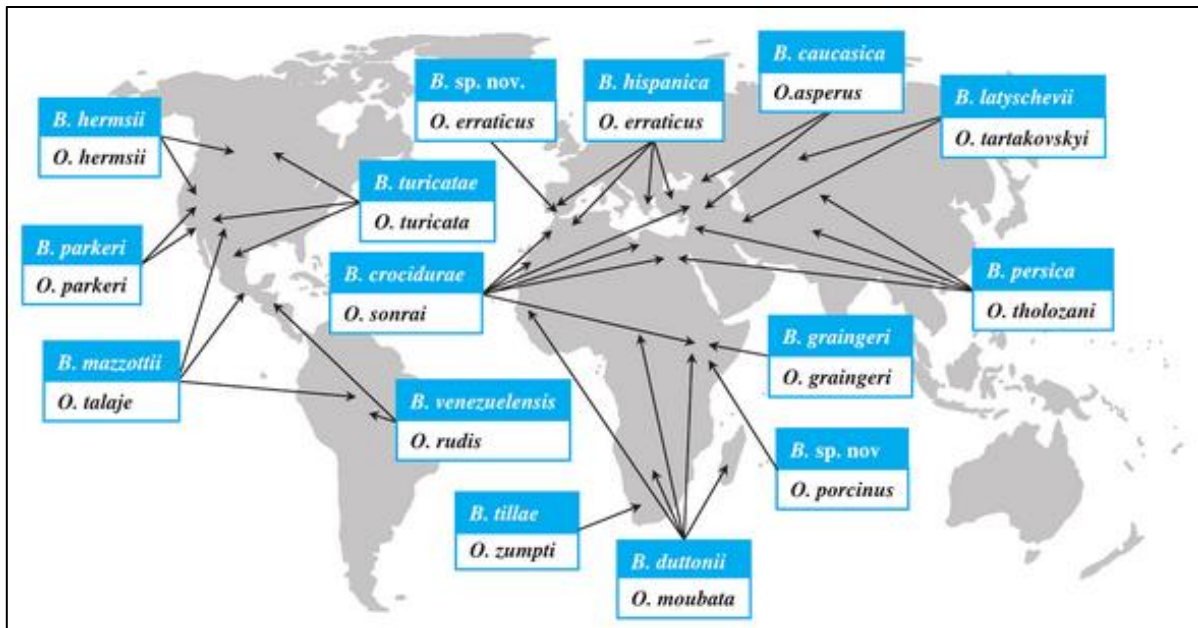 B. sp. nov.
O. erraticus
B. hispanica
O. erraticus
B. caucasica
O.asperus
B. latyschevii
O. tartakovskyi
B. hermsii
O. hermsii
B. turicatae
O. turicata
B. parkeri
O. parkeri
B. crocidurae
O. sonrai
B. persica
O. tholozani
B. mazzottii
O. talaje
B. venezuelensis
O. rudis
B. graingeri
O. graingeri
B. sp. nov
O. porcinus
B. tillae
O. zumpti
B. duttonii
O. moubata